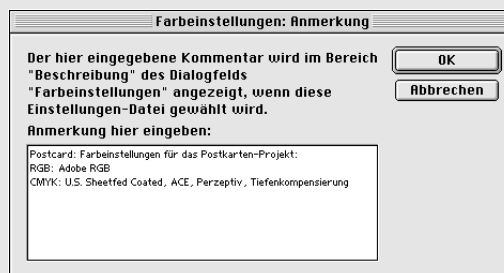 Farbeinstellungen: Anmerkung
Der hier eingegebene Kommentar wird im Bereich
"Beschreibung" des Dialogfelds
"Farbeinstellungen" angezeigt, wenn diese
Einstellungen-Datei gewählt wird.
OK
Abbrechen
Anmerkung hier eingeben:
Postcard: Farbeinstellungen für das Postkarten-Projekt:
RGB: Adobe RGB
CMYK: U.S. Sheetfed Coated, ACE, Perzeptiv, Tiefenkompensierung